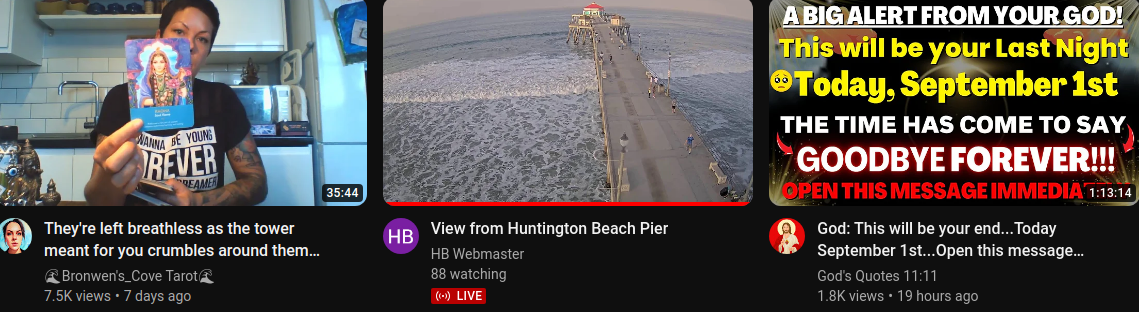 WANNA BE YOUNG
35:44
They're left breathless as the tower
meant for you crumbles around them…
🌊Bronwen's_Cove Tarot🌊
7.5K views • 7 days ago
HB
View from Huntington Beach Pier
HB Webmaster
88 watching
LIVE
A BIG ALERT FROM YOUR GOD!
This will be your Last Night
🥺Today, September 1st
THE TIME HAS COME TO SAY
GOODBYE FOREVER!!!
OPEN THIS MESSAGE
1:13:14
God: This will be your end...Today
September 1st...Open this message…
God's Quotes 11:11
1.8K views • 19 hours ago